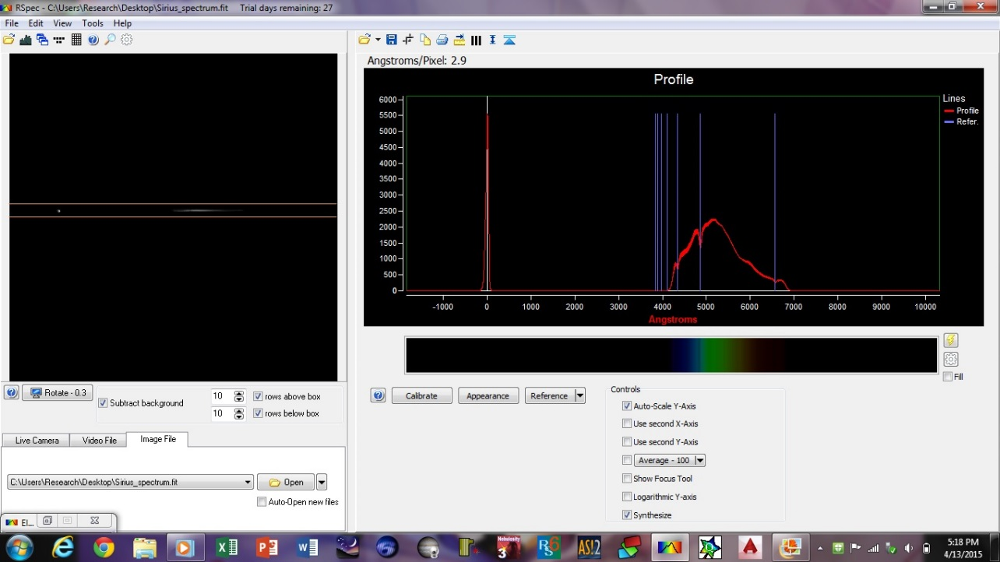 RSpec - C:\Users\Research\Desktop\Sirius_spectrum.fit Trial days remaining: 27
File Edit View Tools Help
Angstroms/Pixel: 2.9
Profile
6000
5500
5000
4500
4000
3500
3000
2500
2000
1500
1000
500
0
-1000 0 1000 2000 3000 4000 5000 6000 7000 8000 9000 10000
Angstroms
Lines
Profile
Refer.
Fill
Rotate - 0.3
Subtract background
10 rows above box
10 rows below box
Live Camera Video File Image File
C:\Users\Research\Desktop\Sirius_spectrum.fit Open
Auto-Open new files
Calibrate Appearance Reference
Controls
Auto-Scale Y-Axis
Use second X-Axis
Use second Y-Axis
Average - 100
Show Focus Tool
Logarithmic Y-axis
Synthesize
El...
Nebulosity
3
RS6
AS!2
5:18 PM
4/13/2015